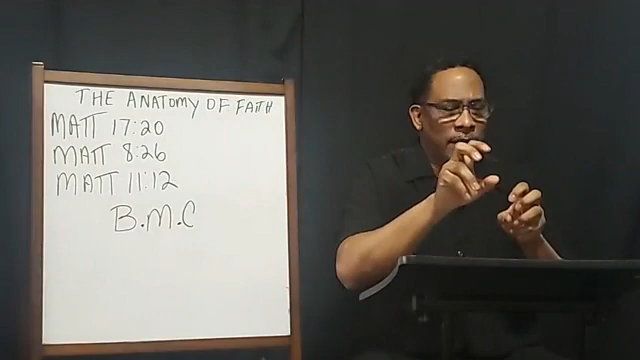 THE ANATOMY OF FAITH
MATT 17:20
MATT 8:26
MATT 11:12
B.M.C